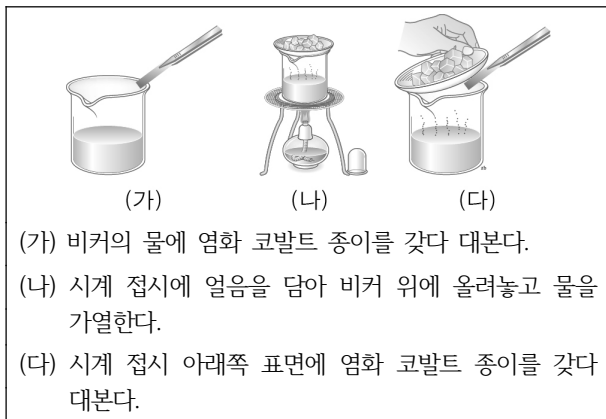 (가) (나) (다)
(가) 비커의 물에 염화 코발트 종이를 갖다 대본다.
(나) 시계 접시에 얼음을 담아 비커 위에 올려놓고 물을
가열한다.
(다) 시계 접시 아래쪽 표면에 염화 코발트 종이를 갖다
대본다.